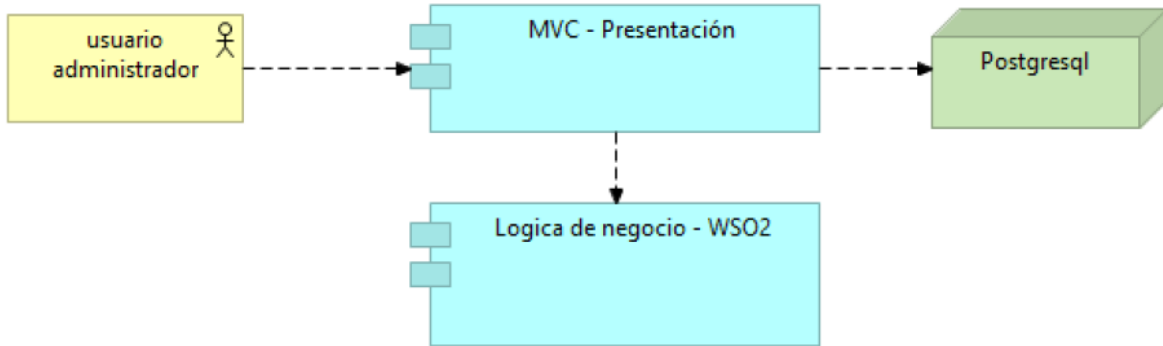 usuario
administrador
MVC - Presentación
Postgresql
Logica de negocio - WSO2